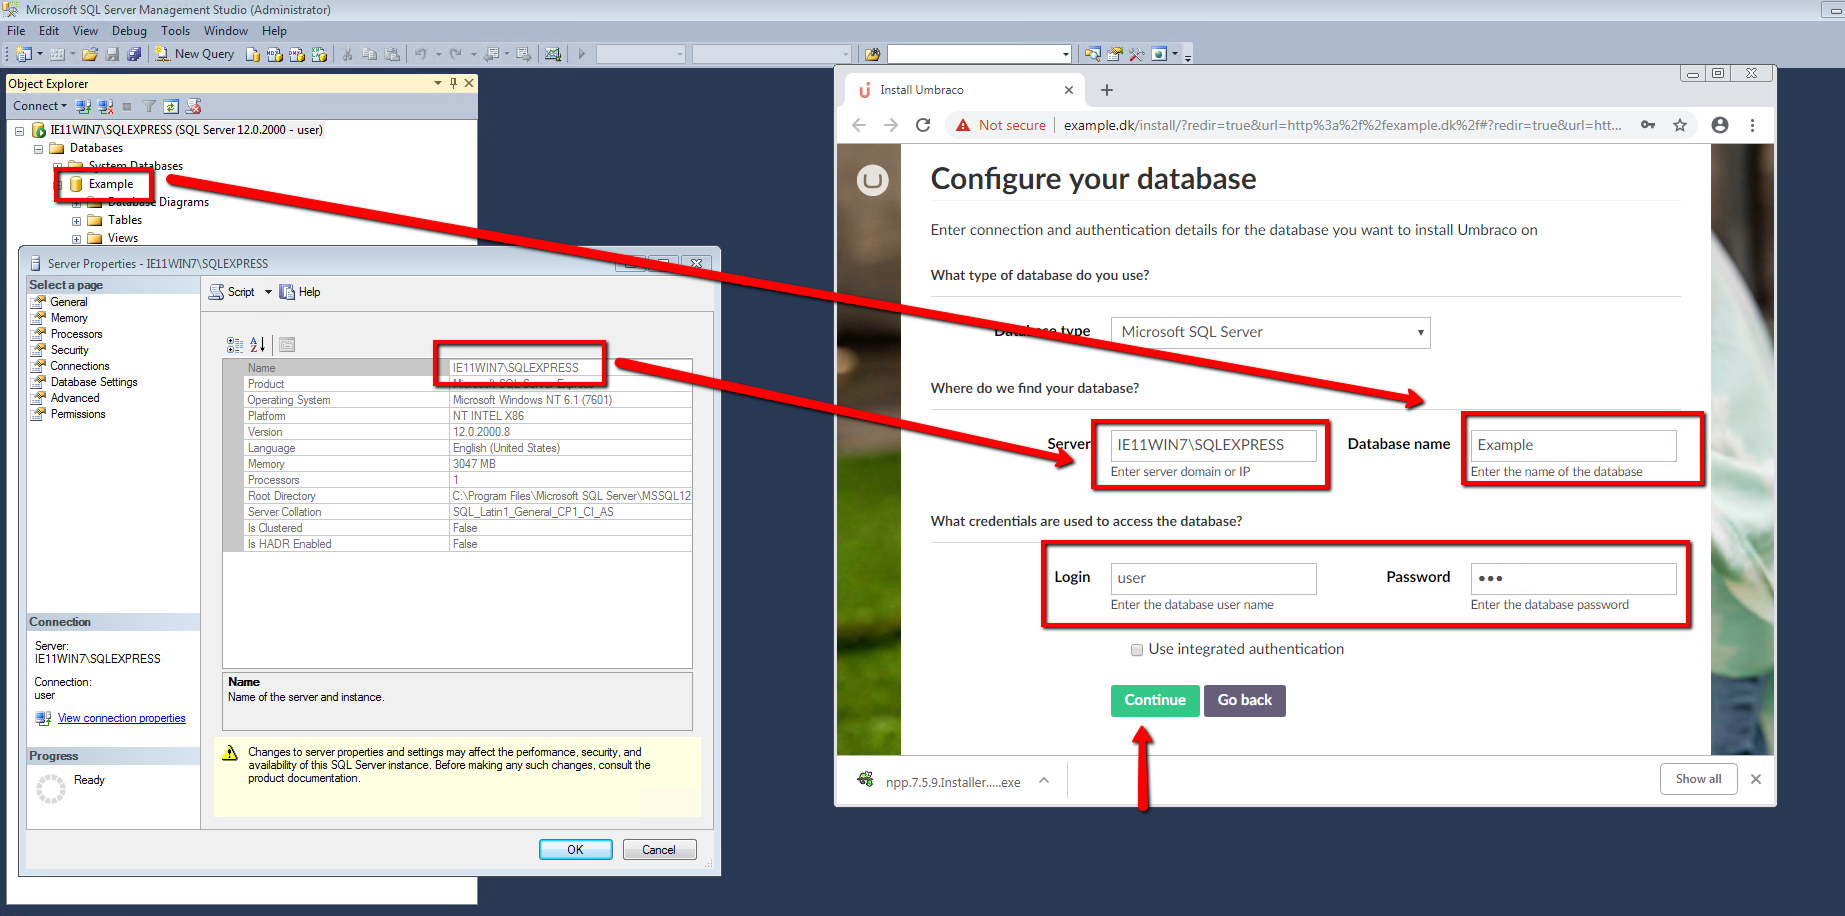 Microsoft SQL Server Management Studio (Administrator)
File Edit View Debug Tools Window Help
New Query
Object Explorer
Connect
IE11WIN7\SQLEXPRESS (SQL Server 12.0.2000 - user)
Databases
System Databases
Example
Database Diagrams
Tables
Views
Server Properties - IE11WIN7\SQLEXPRESS
Select a page
General
Memory
Processors
Security
Connections
Database Settings
Advanced
Permissions
Script Help
Name IE11WIN7\SQLEXPRESS
Product Microsoft SQL Server Express
Operating System Microsoft Windows NT 6.1 (7601)
Platform NT INTEL X86
Version 12.0.2000.8
Language English (United States)
Memory 3047 MB
Processors 1
Root Directory C:\Program Files\Microsoft SQL Server\MSSQL12
Server Collation SQL_Latin1_General_CP1_CI_AS
Is Clustered False
Is HADR Enabled False
Connection
Server:
IE11WIN7\SQLEXPRESS
Connection:
user
View connection properties
Progress
Ready
Name
Name of the server and instance.
Changes to server properties and settings may affect the performance, security, and
availability of this SQL Server instance. Before making any such changes, consult the
product documentation.
OK Cancel
Install Umbraco
Not secure example.dk/install/?redir=true&url=http%3a%2f%2fexample.dk%2f#?redir=true&url=htt...
Configure your database
Enter connection and authentication details for the database you want to install Umbraco on
What type of database do you use?
Database type Microsoft SQL Server
Where do we find your database?
Server IE11WIN7\SQLEXPRESS Database name Example
Enter server domain or IP Enter the name of the database
What credentials are used to access the database?
Login user Password •••
Enter the database user name Enter the database password
Use integrated authentication
Continue Go back
npp.7.5.9.Installer.....exe Show all